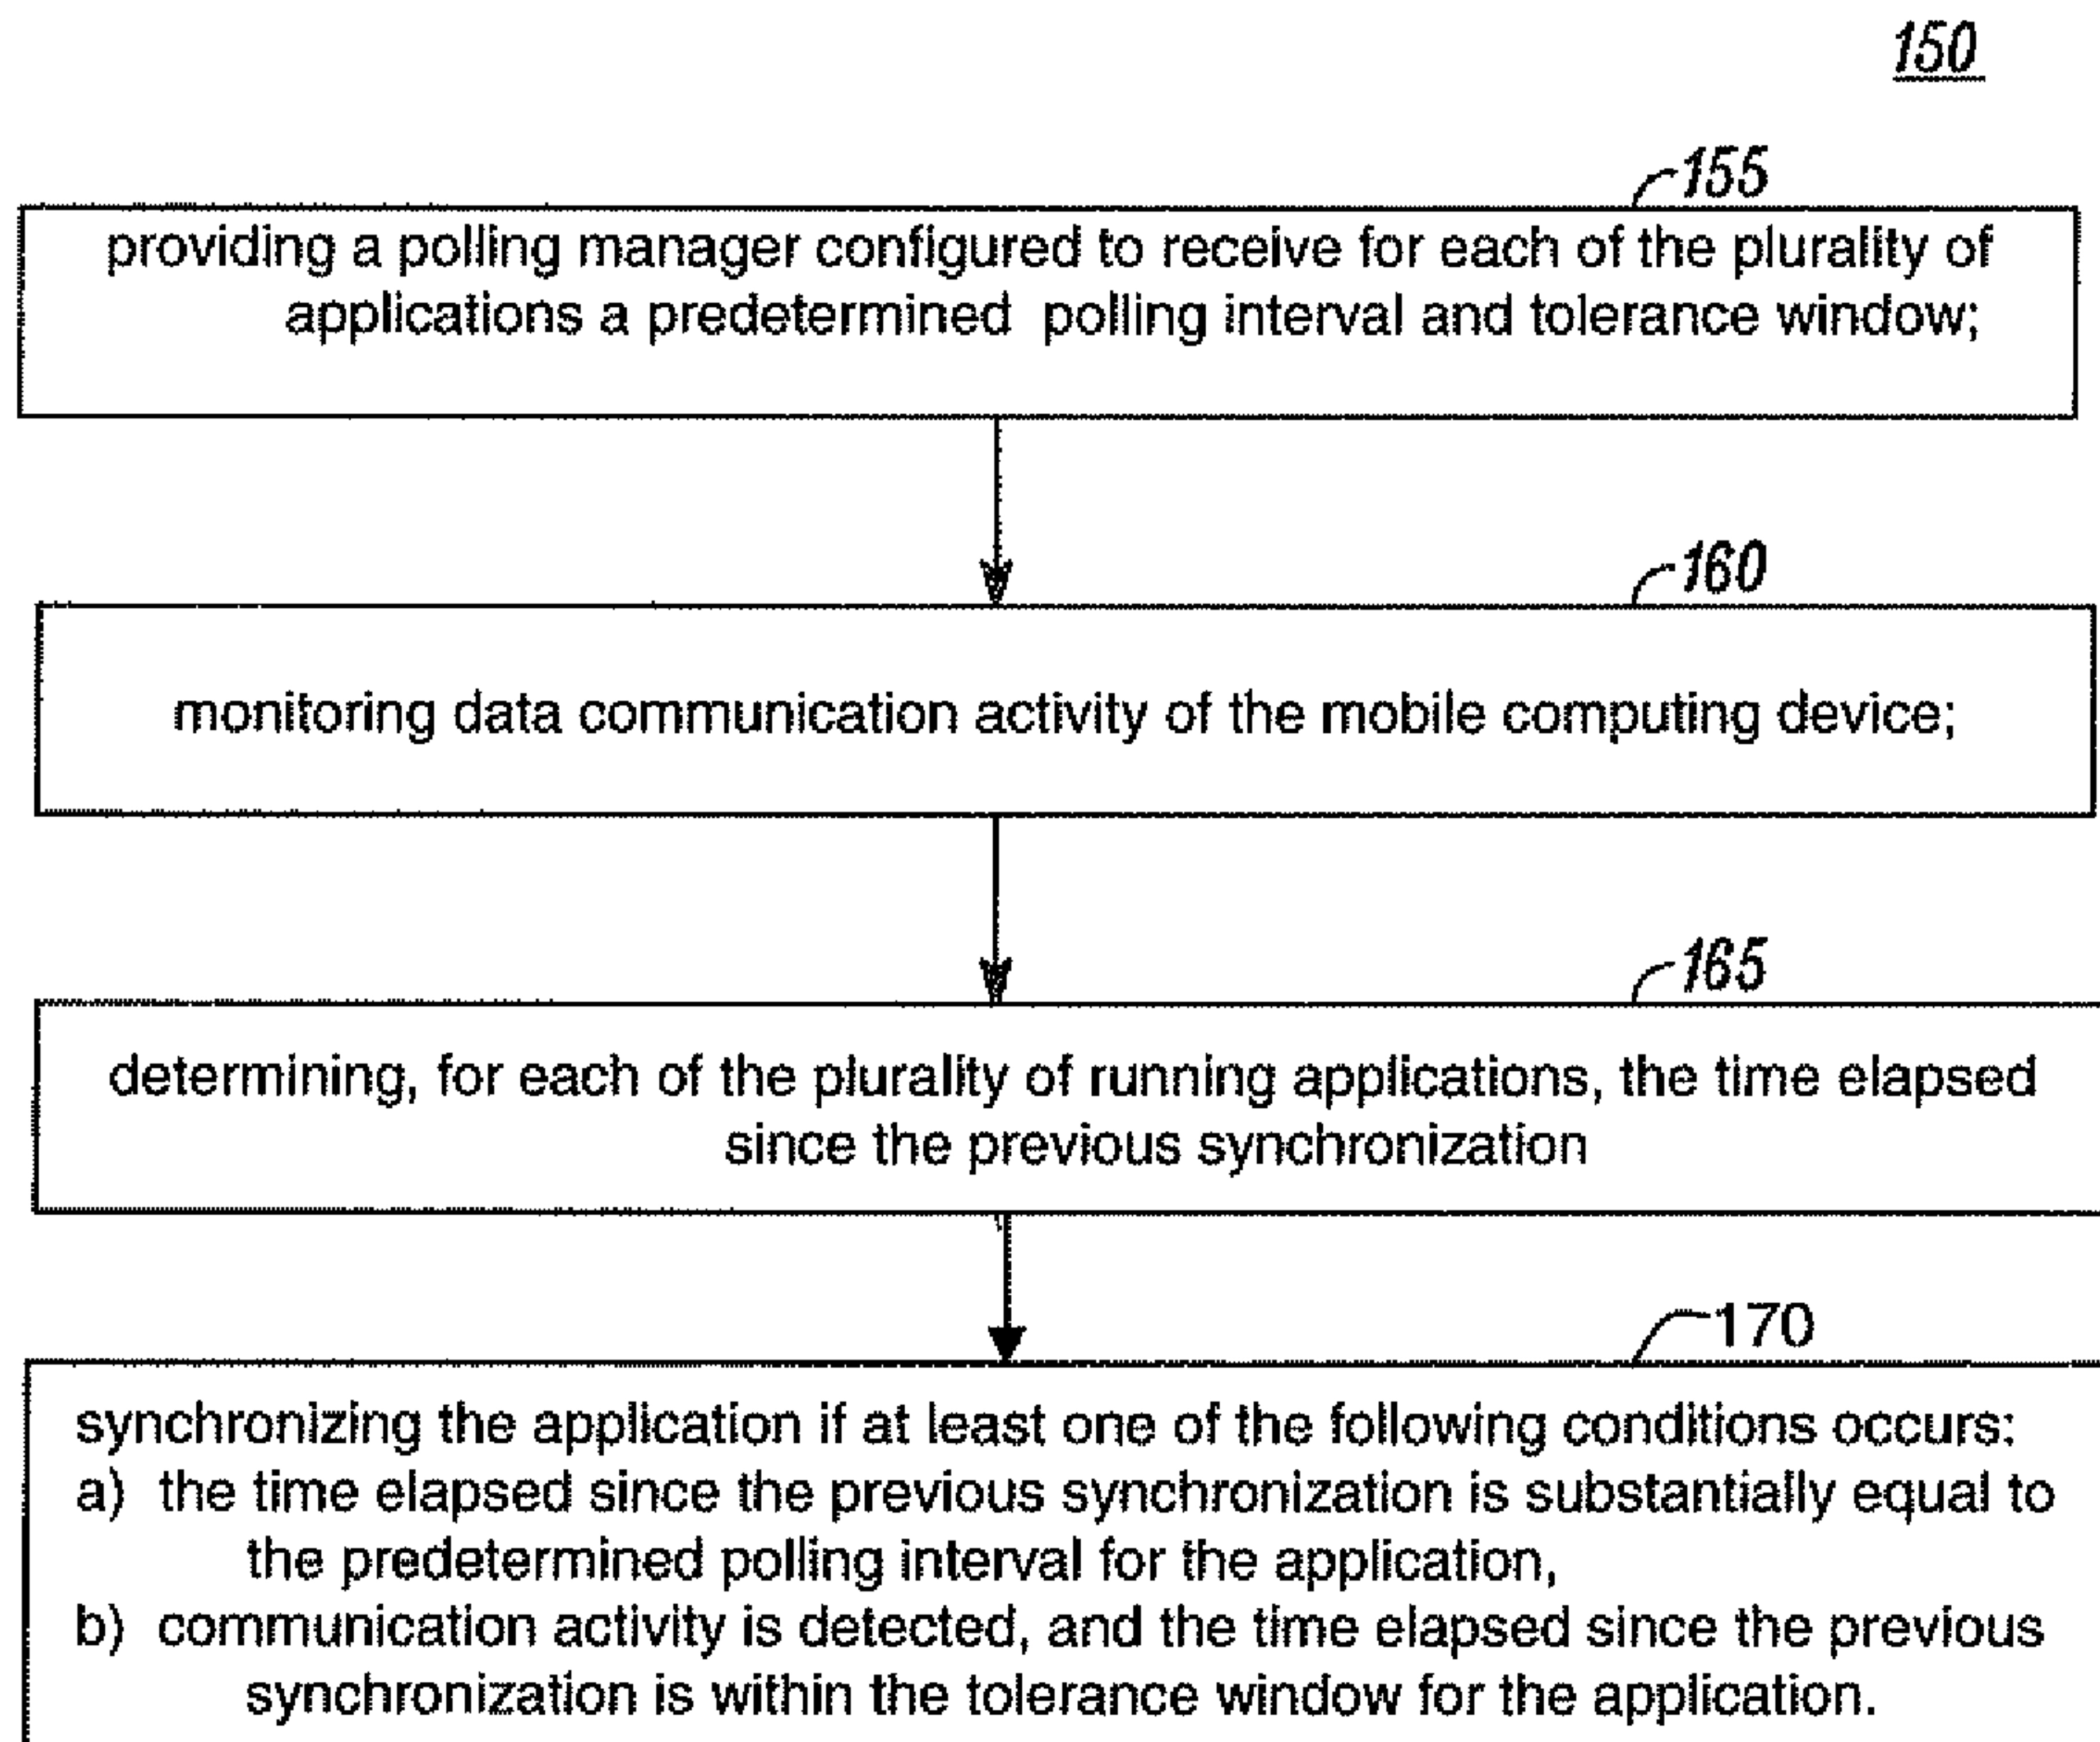 150
155
providing a polling manager configured to receive for each of the plurality of
applications a predetermined polling interval and tolerance window;
160
monitoring data communication activity of the mobile computing device;
165
determining, for each of the plurality of running applications, the time elapsed
since the previous synchronization
170
synchronizing the application if at least one of the following conditions occurs:
a) the time elapsed since the previous synchronization is substantially equal to
the predetermined polling interval for the application,
b) communication activity is detected, and the time elapsed since the previous
synchronization is within the tolerance window for the application.